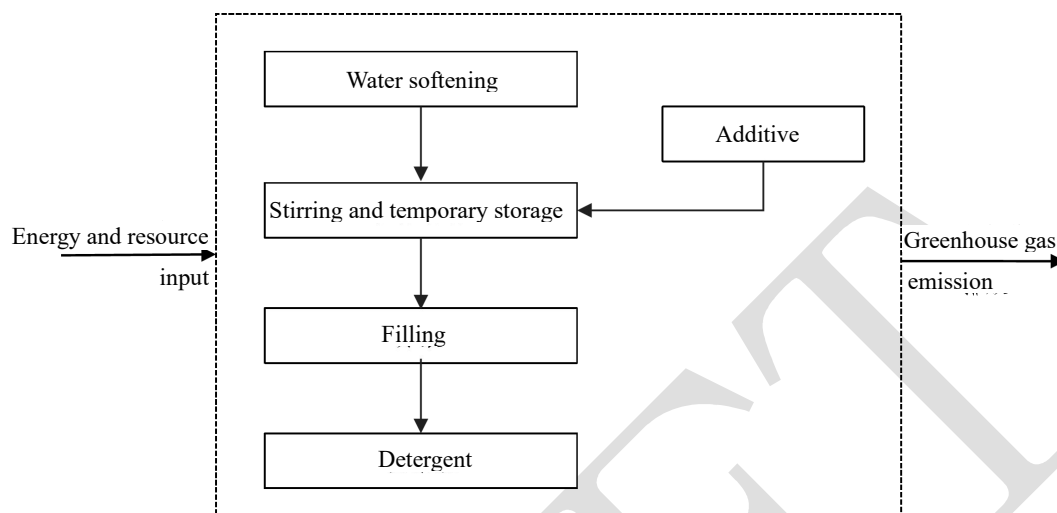 Water softening
Additive
Stirring and temporary storage
Energy and resource
input
Greenhouse gas
emission
Filling
Detergent